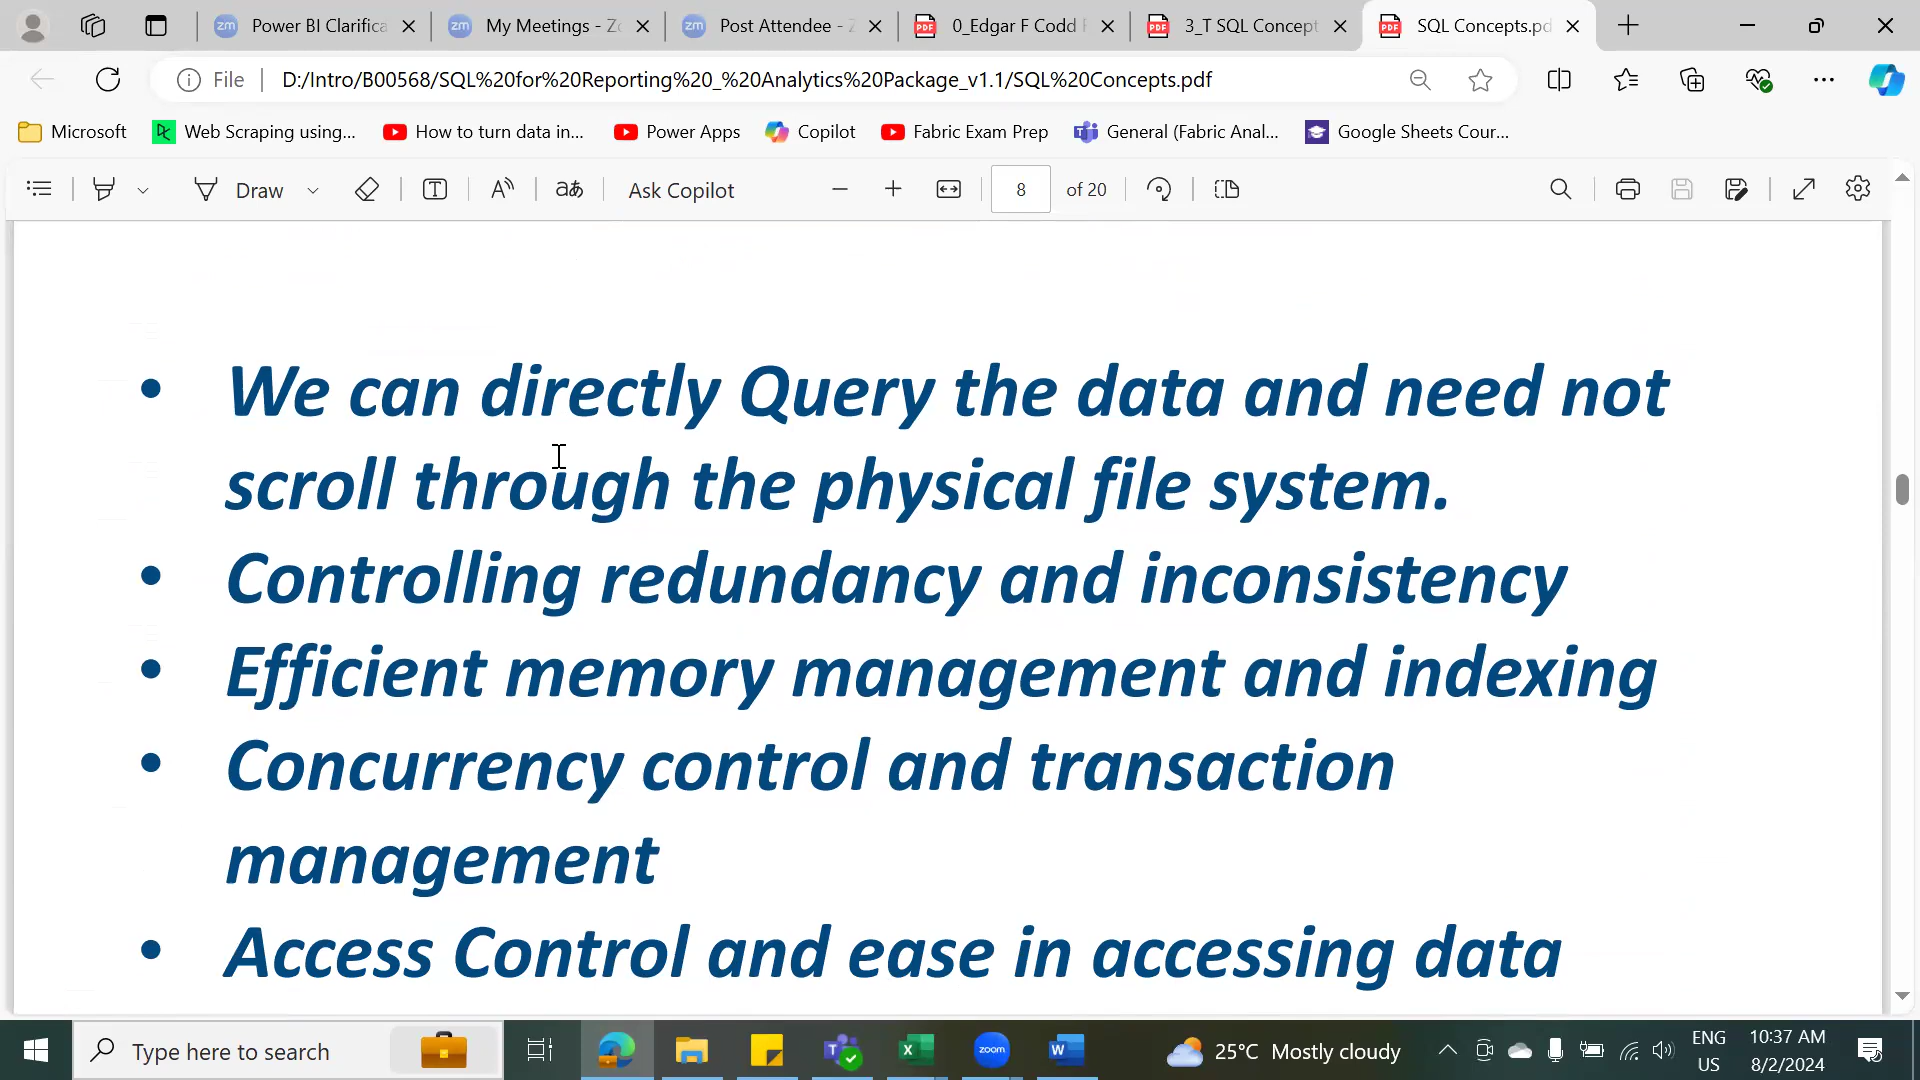 Power BI Clarifica
My Meetings - Zo
Post Attendee - Z
0_Edgar F Codd R
3_T SQL Concept
SQL Concepts.pd
File
D:/Intro/B00568/SQL%20for%20Reporting%20_%20Analytics%20Package_v1.1/SQL%20Concepts.pdf
Microsoft
Web Scraping using...
How to turn data in...
Power Apps
Copilot
Fabric Exam Prep
General (Fabric Anal...
Google Sheets Cour...
Draw
Ask Copilot
8
of 20
• We can directly Query the data and need not
scroll through the physical file system.
• Controlling redundancy and inconsistency
• Efficient memory management and indexing
• Concurrency control and transaction
management
• Access Control and ease in accessing data
Type here to search
zoom
25°C Mostly cloudy
ENG
US
10:37 AM
8/2/2024